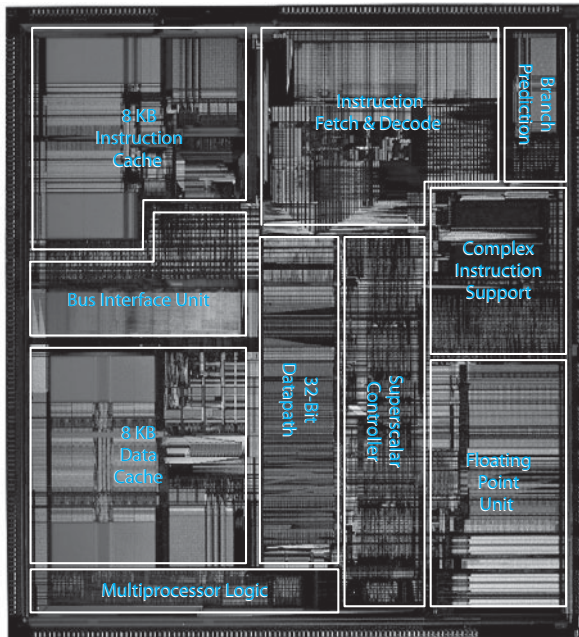 8 KB
Instruction
Cache
Instruction
Fetch & Decode
Branch
Prediction
Complex
Instruction
Support
Bus Interface Unit
8 KB
Data
Cache
32-Bit
Datapath
Superscalar
Controller
Floating
Point
Unit
Multiprocessor Logic